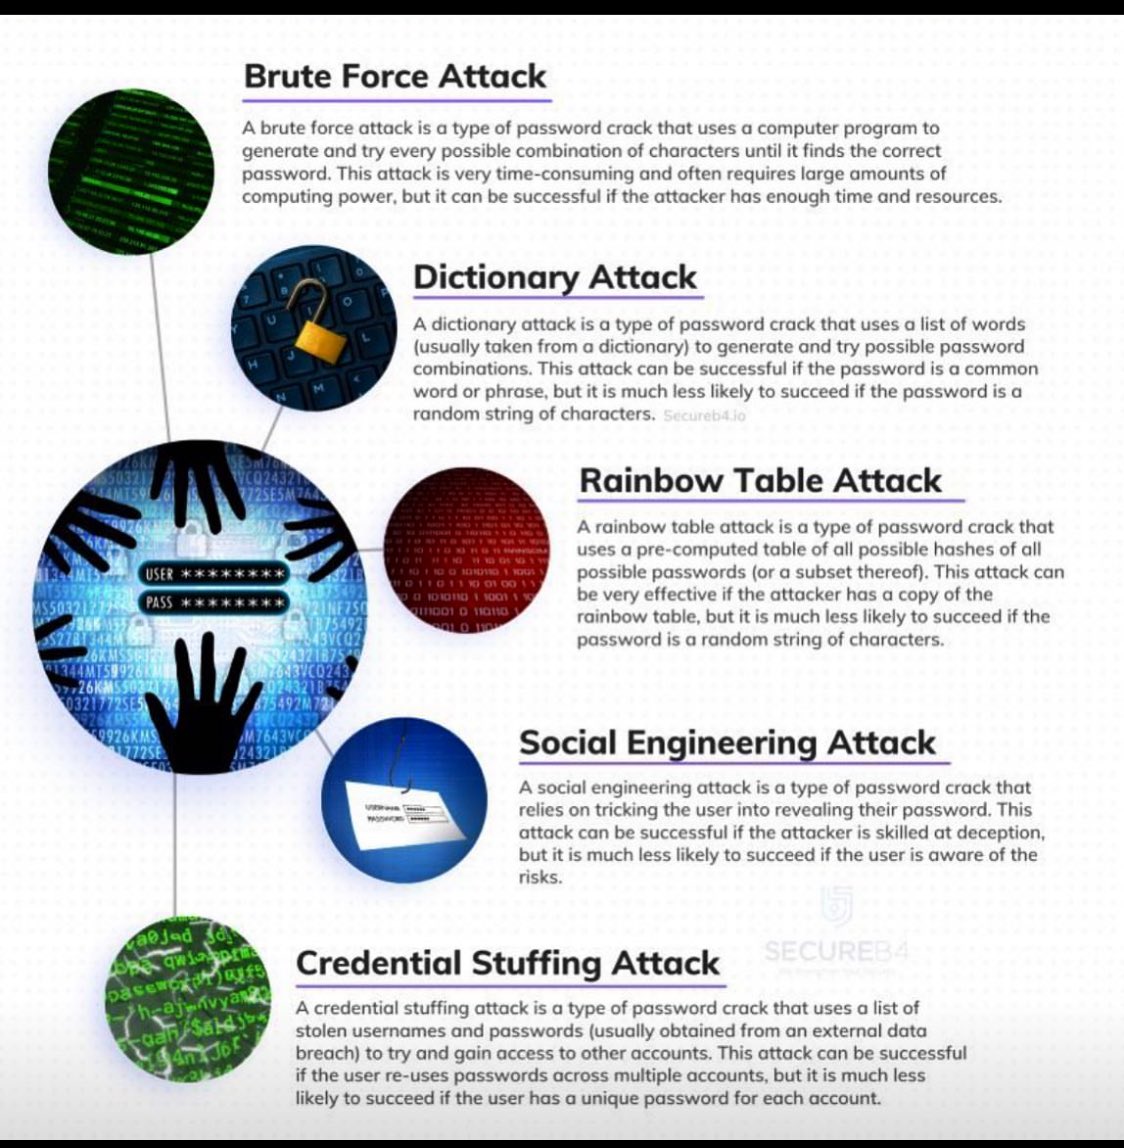 Brute Force Attack
A brute force attack is a type of password crack that uses a computer program to
generate and try every possible combination of characters until it finds the correct
password. This attack is very time-consuming and often requires large amounts of
computing power, but it can be successful if the attacker has enough time and resources.
Dictionary Attack
A dictionary attack is a type of password crack that uses a list of words
(usually taken from a dictionary) to generate and try possible password
combinations. This attack can be successful if the password is a common
word or phrase, but it is much less likely to succeed if the password is a
random string of characters. Secureb4.io
Rainbow Table Attack
A rainbow table attack is a type of password crack that
uses a pre-computed table of all possible hashes of all
possible passwords (or a subset thereof). This attack can
be very effective if the attacker has a copy of the
rainbow table, but it is much less likely to succeed if the
password is a random string of characters.
USER ********
PASS ********
Social Engineering Attack
A social engineering attack is a type of password crack that
relies on tricking the user into revealing their password. This
attack can be successful if the attacker is skilled at deception,
but it is much less likely to succeed if the user is aware of the
risks.
USERNAME
PASSWORD
SECUREB4
Credential Stuffing Attack
A credential stuffing attack is a type of password crack that uses a list of
stolen usernames and passwords (usually obtained from an external data
breach) to try and gain access to other accounts. This attack can be successful
if the user re-uses passwords across multiple accounts, but it is much less
likely to succeed if the user has a unique password for each account.